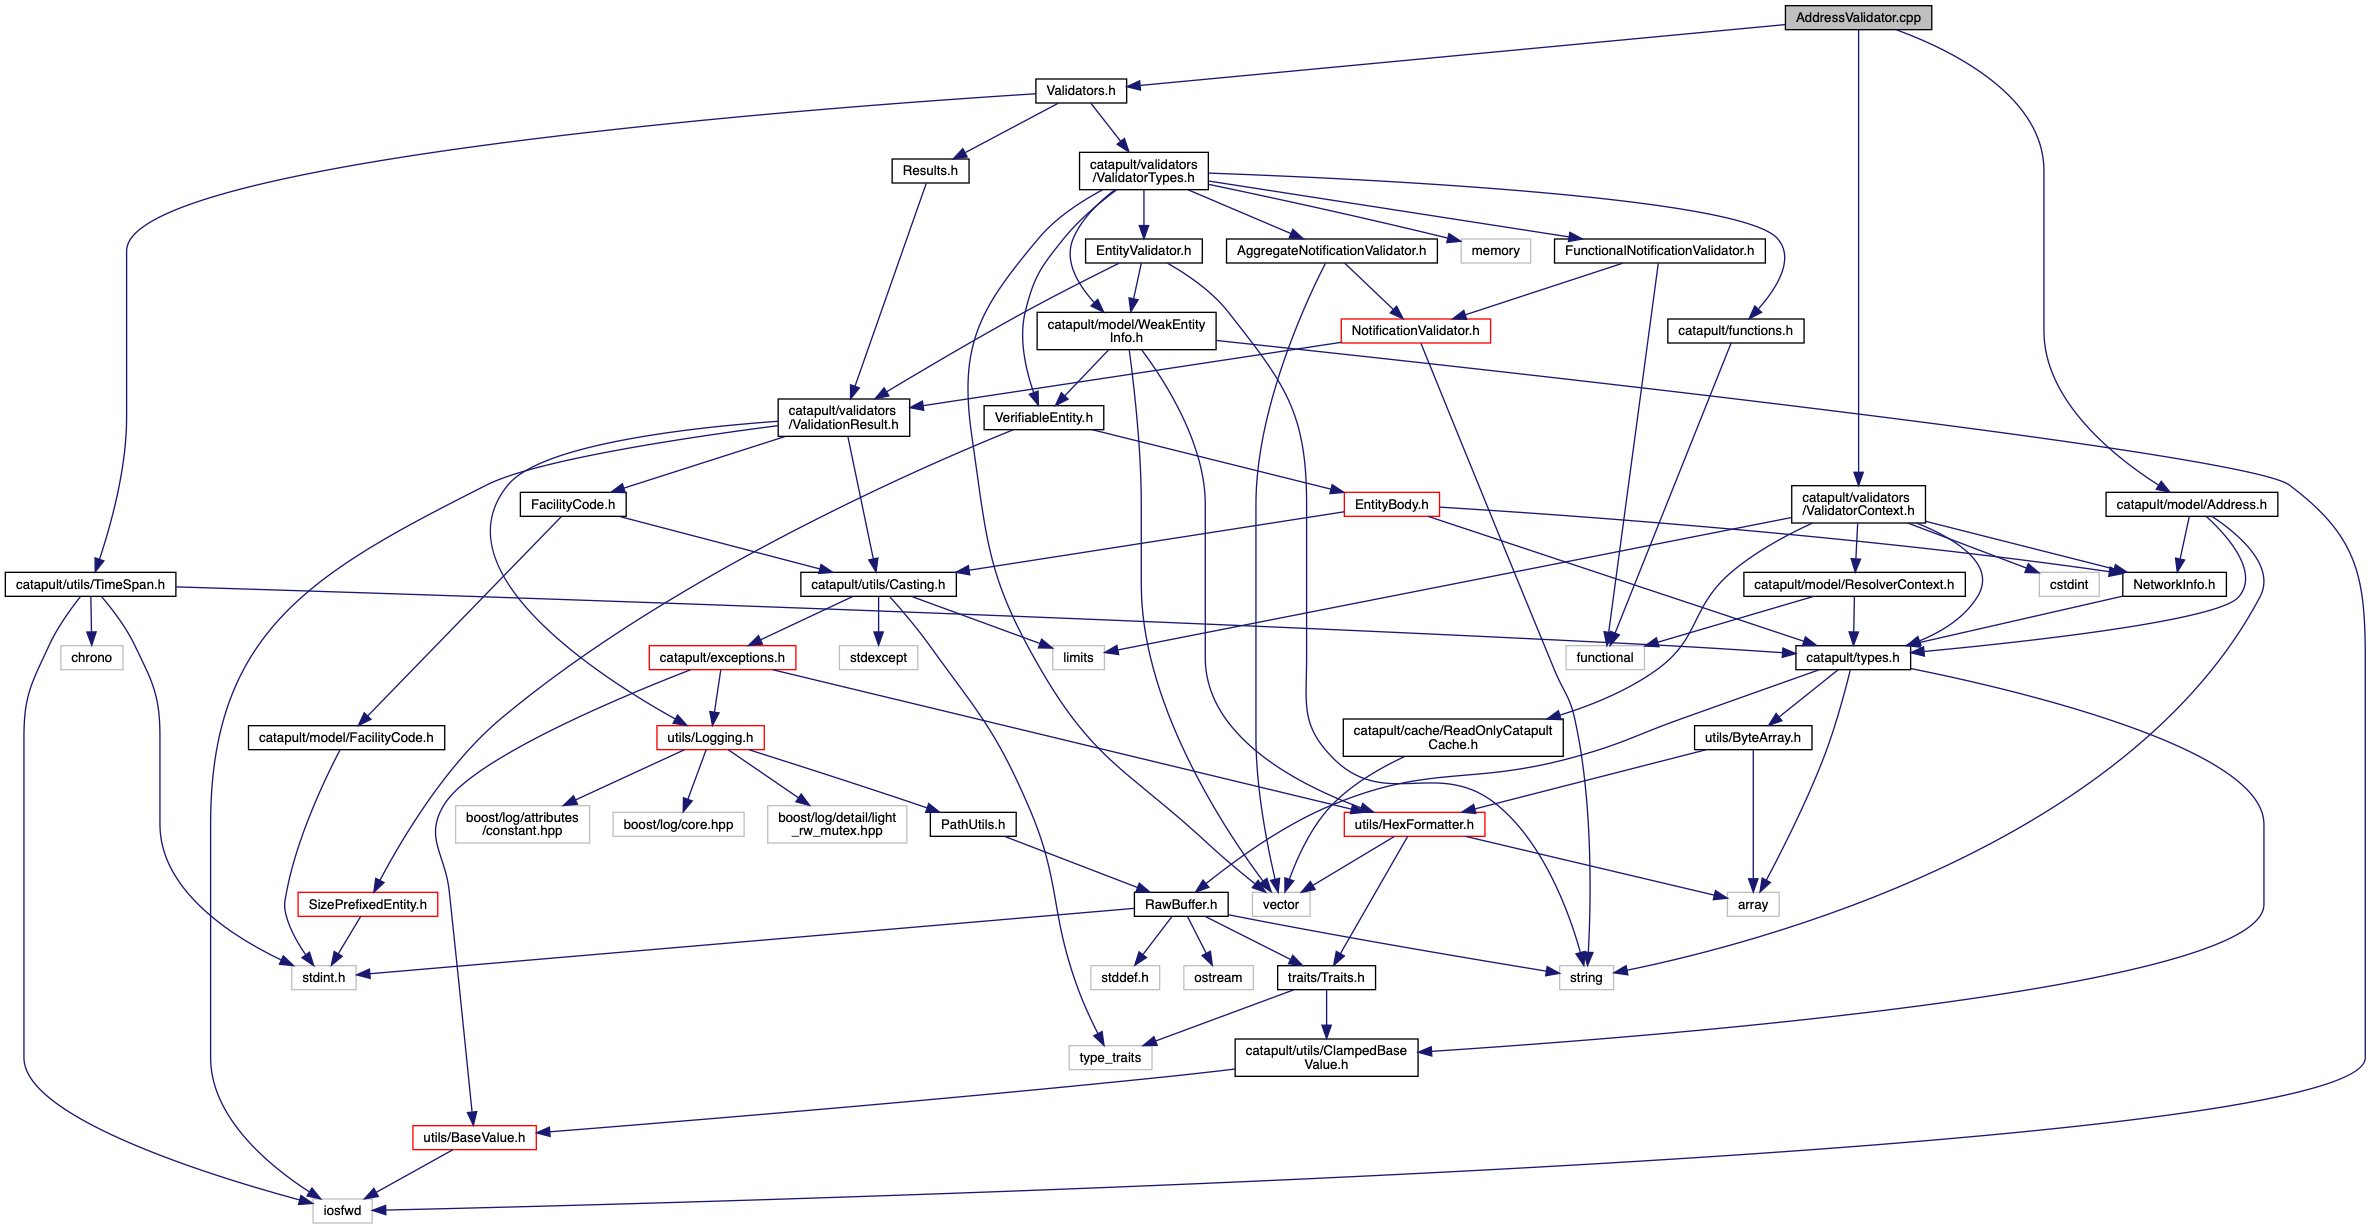 AddressValidator.cpp
Validators.h
Results.h
catapult/validators
/ValidatorTypes.h
EntityValidator.h
AggregateNotificationValidator.h
memory
FunctionalNotificationValidator.h
catapult/model/WeakEntity
Info.h
NotificationValidator.h
catapult/functions.h
catapult/validators
/ValidationResult.h
VerifiableEntity.h
FacilityCode.h
EntityBody.h
catapult/validators
/ValidatorContext.h
catapult/model/Address.h
catapult/utils/TimeSpan.h
catapult/utils/Casting.h
catapult/model/ResolverContext.h
cstdint
NetworkInfo.h
chrono
catapult/exceptions.h
stdexcept
limits
functional
catapult/types.h
catapult/model/FacilityCode.h
utils/Logging.h
catapult/cache/ReadOnlyCatapult
Cache.h
utils/ByteArray.h
boost/log/attributes
/constant.hpp
boost/log/core.hpp
boost/log/detail/light
_rw_mutex.hpp
PathUtils.h
utils/HexFormatter.h
SizePrefixedEntity.h
RawBuffer.h
vector
array
stdint.h
stddef.h
ostream
traits/Traits.h
string
type_traits
catapult/utils/ClampedBase
Value.h
utils/BaseValue.h
iosfwd